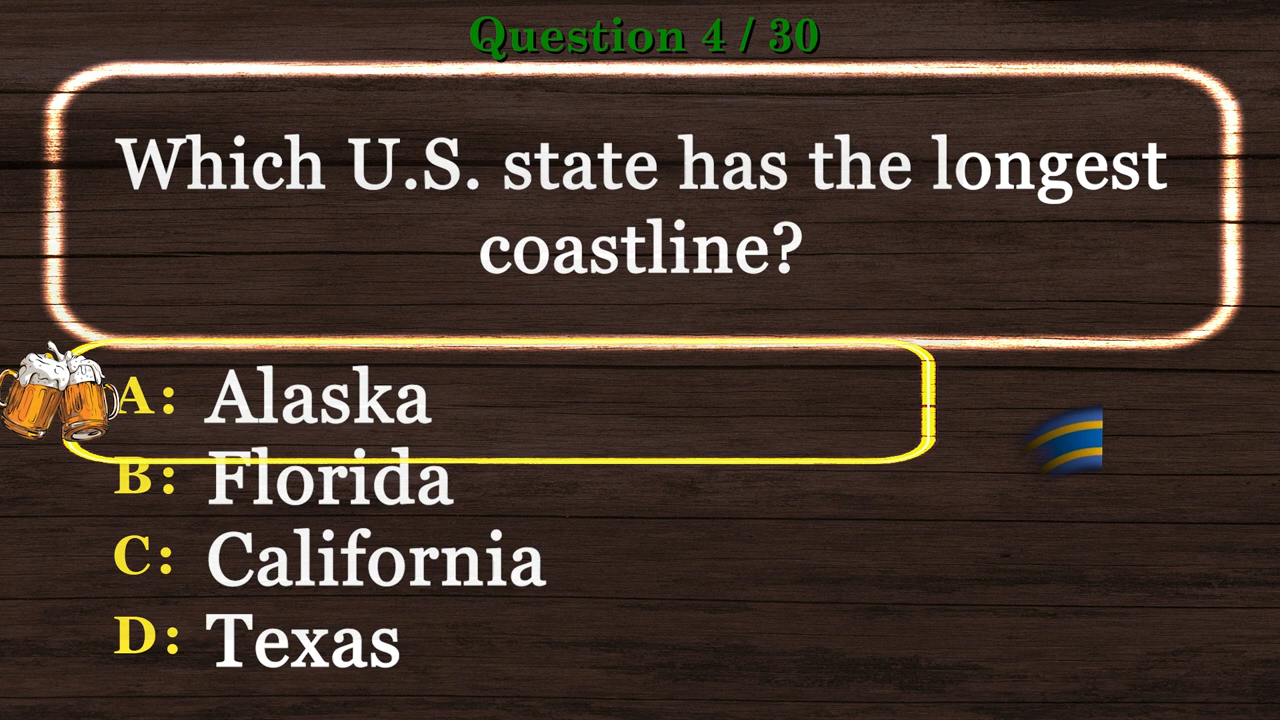 Question 4 / 30
Which U.S. state has the longest
coastline?
A: Alaska
B: Florida
C: California
D: Texas